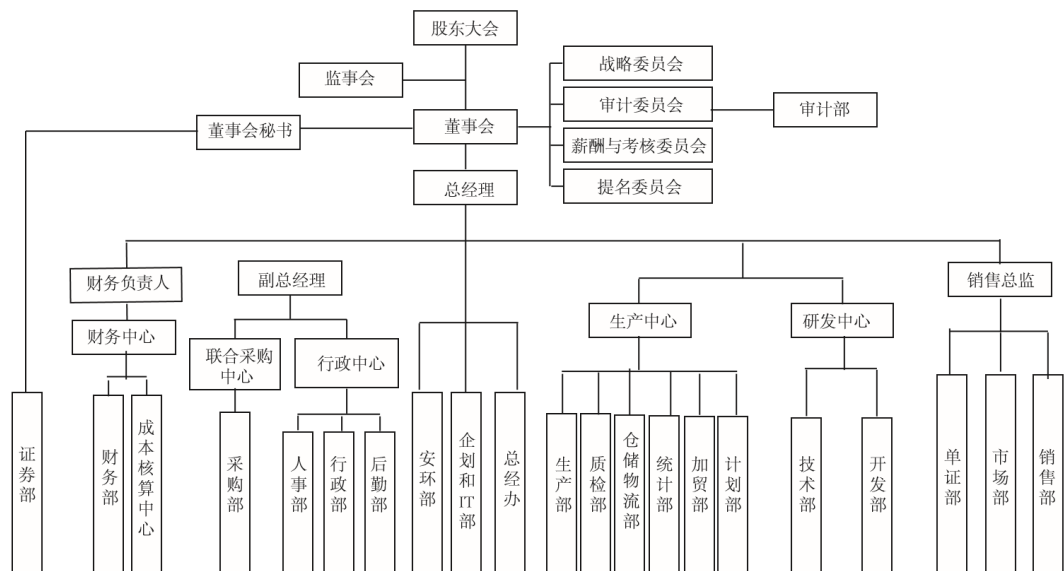 股东大会
监事会
战略委员会
审计委员会
审计部
董事会秘书
董事会
薪酬与考核委员会
总经理
提名委员会
财务负责人
副总经理
销售总监
财务中心
联合采购
中心
行政中心
生产中心
研发中心
证券部
财务部
成本核算中心
采购部
人事部
行政部
后勤部
安环部
企划和IT部
总经办
生产部
质检部
仓储物流部
统计部
加贸部
计划部
技术部
开发部
单证部
市场部
销售部